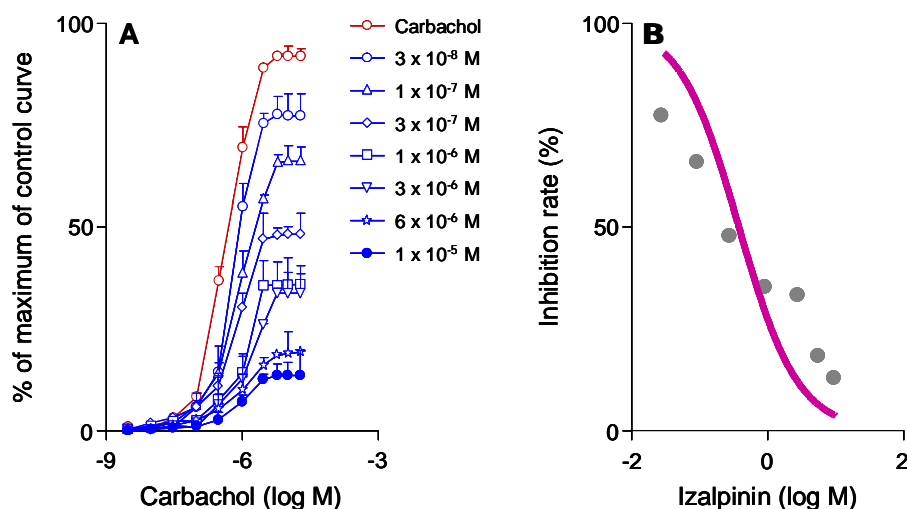 A
% of maximum of control curve
100
50
0
-9
-6
-3
Carbachol (log M)
Carbachol
3 x 10⁻⁸ M
1 x 10⁻⁷ M
3 x 10⁻⁷ M
1 x 10⁻⁶ M
3 x 10⁻⁶ M
6 x 10⁻⁶ M
1 x 10⁻⁵ M
B
Inhibition rate (%)
100
50
0
-2
0
2
Izalpinin (log M)